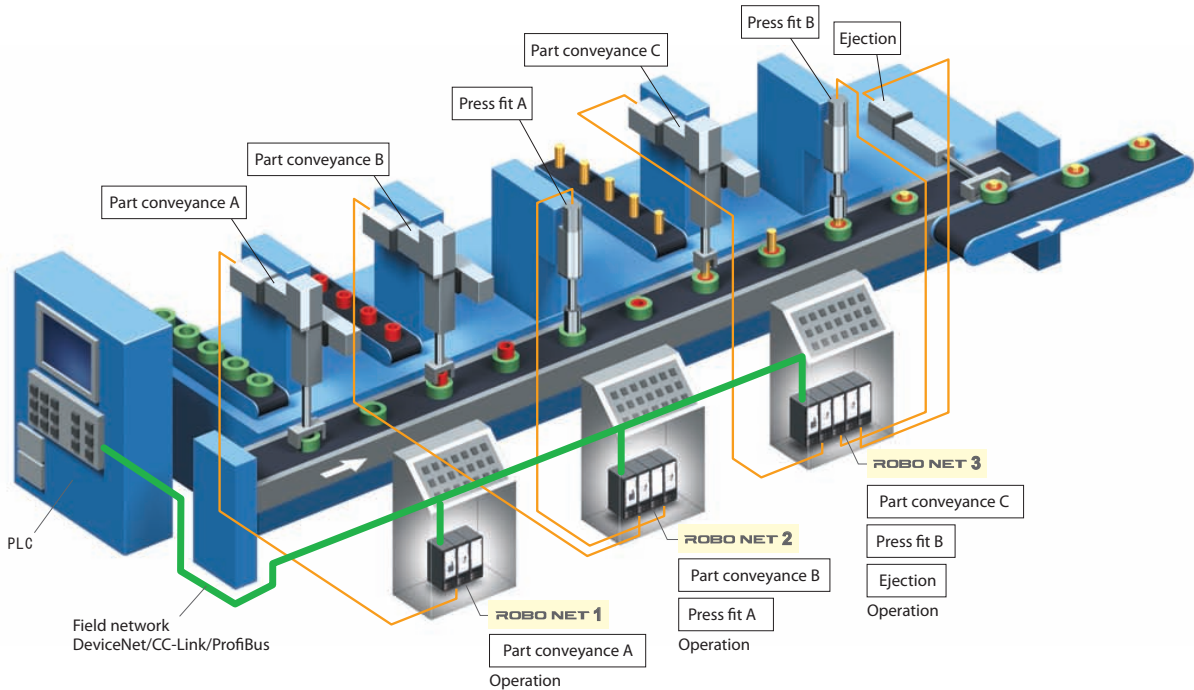 Press fit B
Ejection
Part conveyance C
Press fit A
Part conveyance B
Part conveyance A
PLC
Field network
DeviceNet/CC-Link/ProfiBus
ROBO NET 1
Part conveyance A
Operation
ROBO NET 2
Part conveyance B
Press fit A
Operation
ROBO NET 3
Part conveyance C
Press fit B
Ejection
Operation